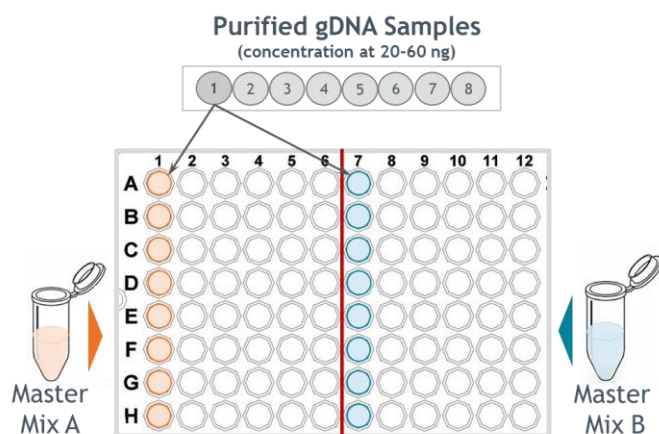 Purified gDNA Samples
(concentration at 20-60 ng)
1 2 3 4 5 6 7 8
1 2 3 4 5 6 7 8 9 10 11 12
A
B
C
D
E
F
G
H
Master
Mix A
Master
Mix B